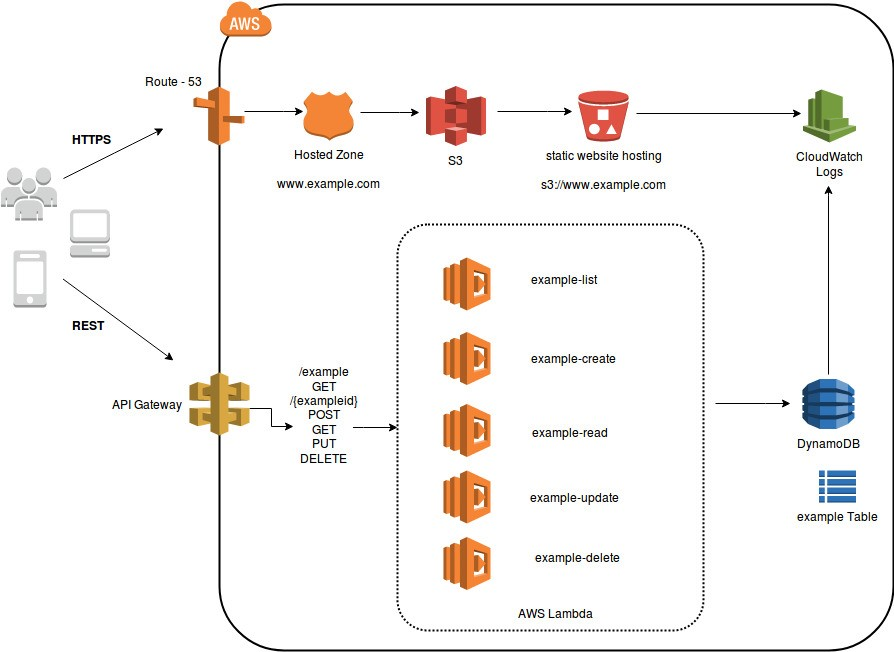 AWS
Route - 53
HTTPS
Hosted Zone
www.example.com
S3
static website hosting
s3://www.example.com
CloudWatch
Logs
REST
API Gateway
/example
GET
/{exampleid}
POST
GET
PUT
DELETE
example-list
example-create
example-read
example-update
example-delete
AWS Lambda
DynamoDB
example Table